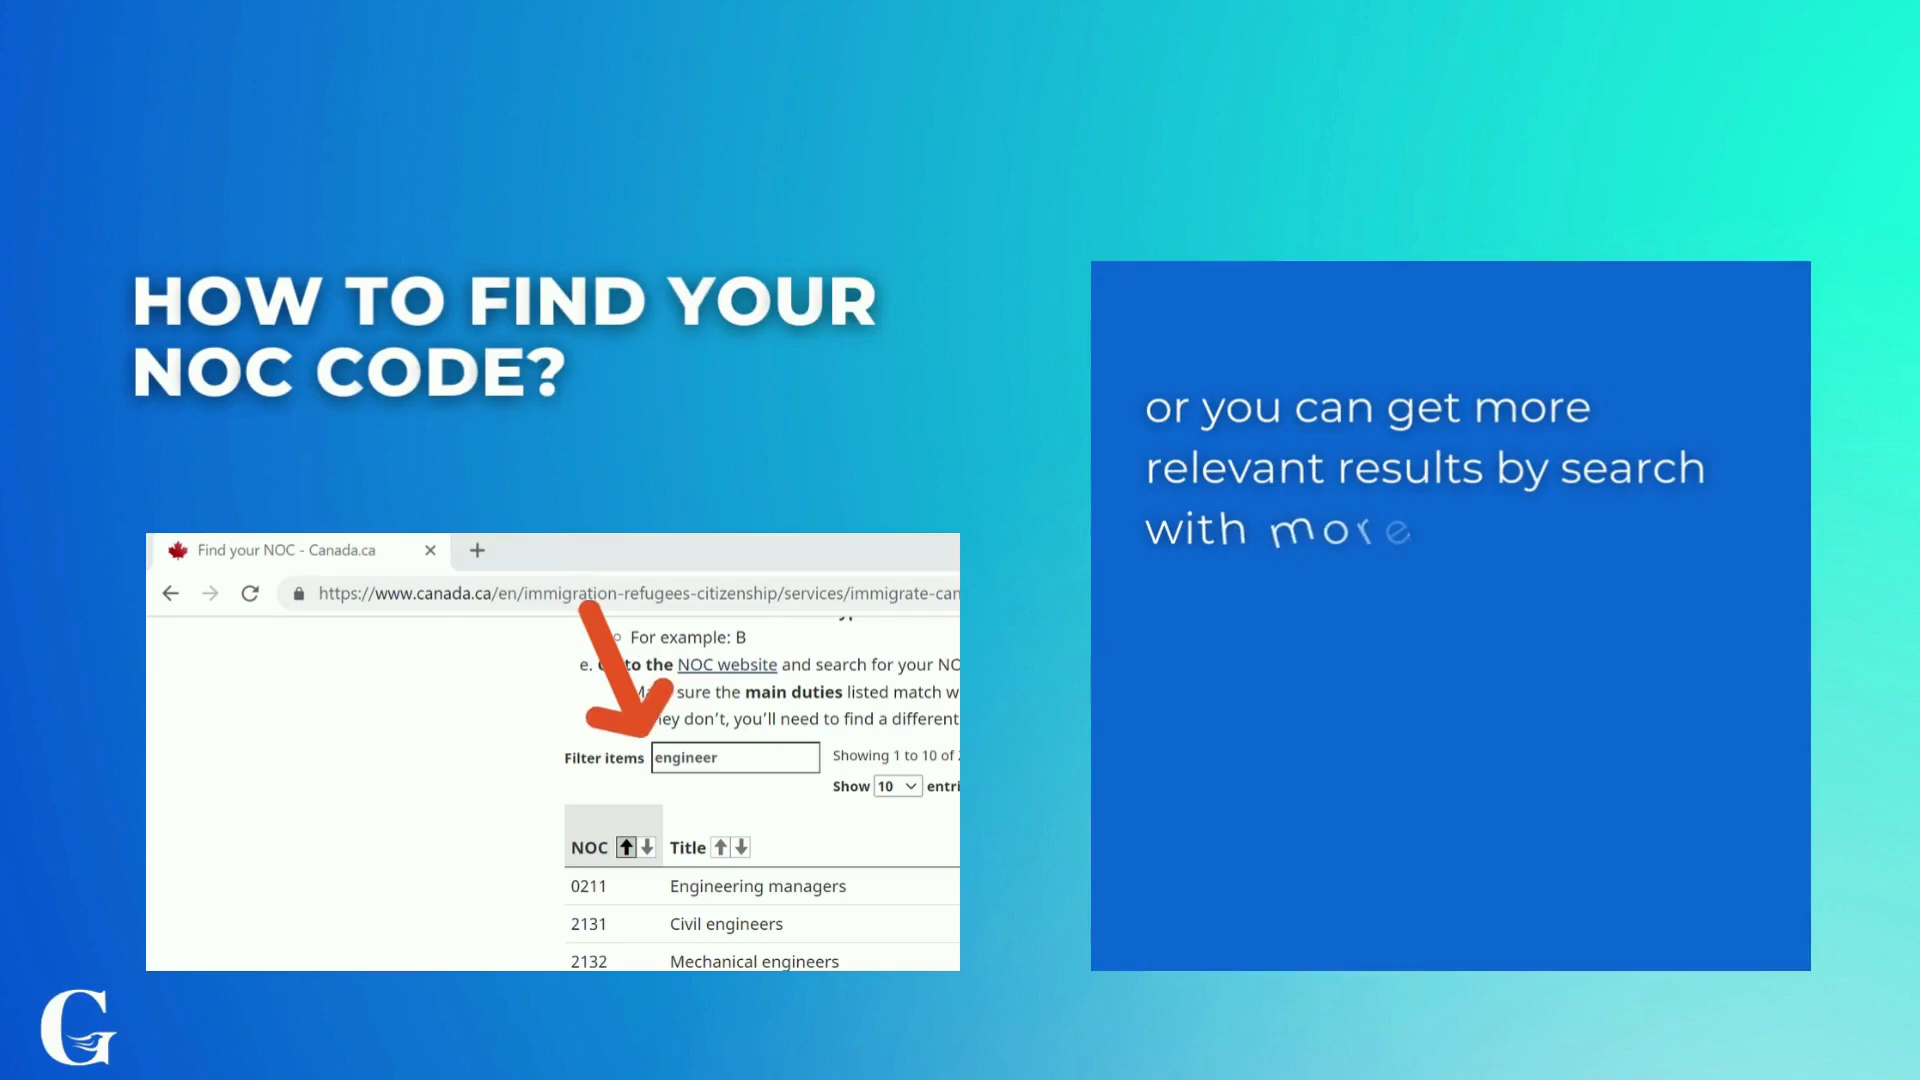 HOW TO FIND YOUR
NOC CODE?
or you can get more
relevant results by search
with more
Find your NOC - Canada.ca
https://www.canada.ca/en/immigration-refugees-citizenship/services/immigrate-can
For example: B
e. to the NOC website and search for your NO
sure the main duties listed match w
hey don't, you'll need to find a different
Filter items engineer Showing 1 to 10 of
Show 10 entri
NOC Title
0211 Engineering managers
2131 Civil engineers
2132 Mechanical engineers
G